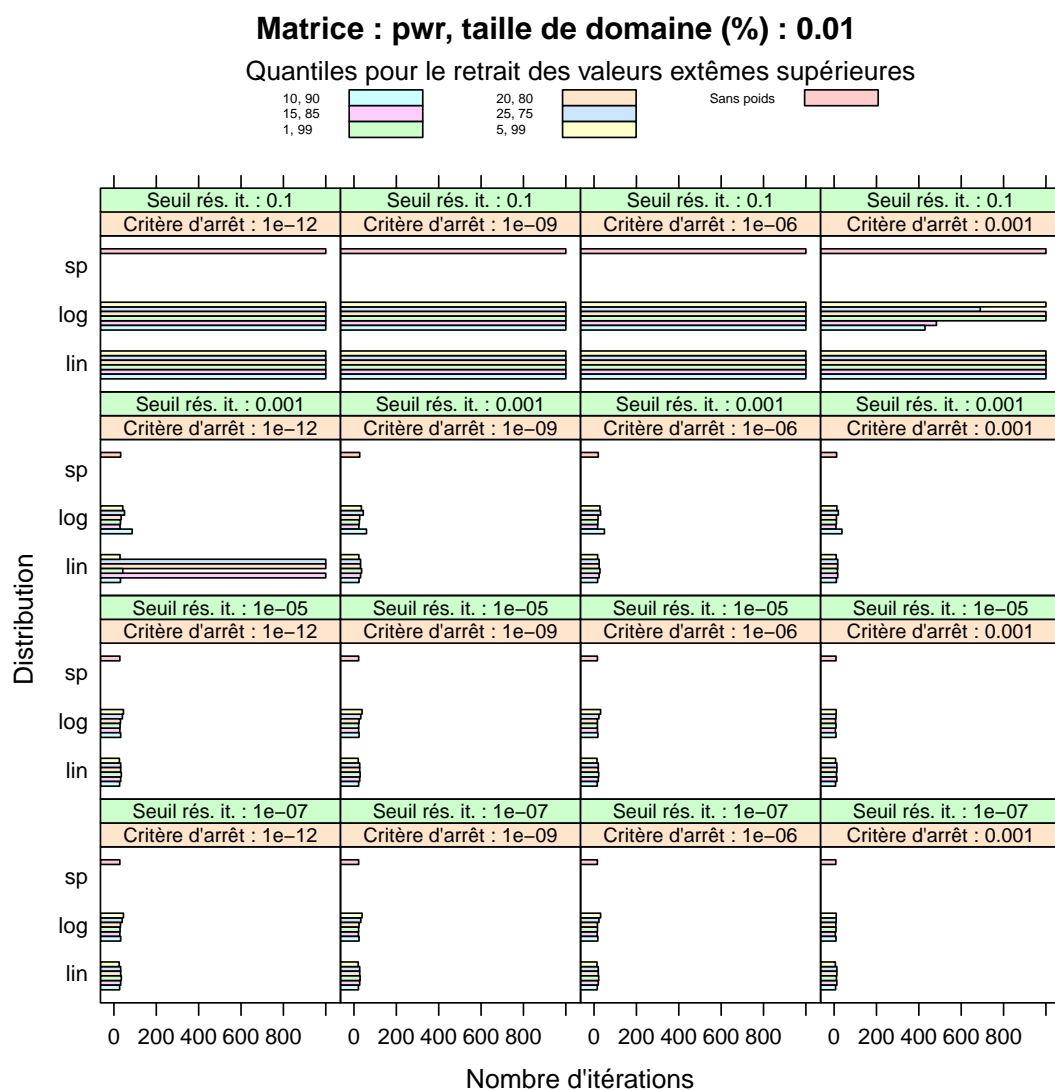 Matrice : pwr, taille de domaine (%) : 0.01
Quantiles pour le retrait des valeurs extêmes supérieures
10, 90
15, 85
1, 99
20, 80
25, 75
5, 99
Sans poids
Seuil rés. it. : 0.1 Seuil rés. it. : 0.1 Seuil rés. it. : 0.1 Seuil rés. it. : 0.1
Critère d'arrêt : 1e−12 Critère d'arrêt : 1e−09 Critère d'arrêt : 1e−06 Critère d'arrêt : 0.001
sp
log
lin
Seuil rés. it. : 0.001 Seuil rés. it. : 0.001 Seuil rés. it. : 0.001 Seuil rés. it. : 0.001
Critère d'arrêt : 1e−12 Critère d'arrêt : 1e−09 Critère d'arrêt : 1e−06 Critère d'arrêt : 0.001
sp
log
lin
Seuil rés. it. : 1e−05 Seuil rés. it. : 1e−05 Seuil rés. it. : 1e−05 Seuil rés. it. : 1e−05
Critère d'arrêt : 1e−12 Critère d'arrêt : 1e−09 Critère d'arrêt : 1e−06 Critère d'arrêt : 0.001
sp
log
lin
Seuil rés. it. : 1e−07 Seuil rés. it. : 1e−07 Seuil rés. it. : 1e−07 Seuil rés. it. : 1e−07
Critère d'arrêt : 1e−12 Critère d'arrêt : 1e−09 Critère d'arrêt : 1e−06 Critère d'arrêt : 0.001
sp
log
lin
Distribution
0 200 400 600 800 0 200 400 600 800 0 200 400 600 800 0 200 400 600 800
Nombre d'itérations